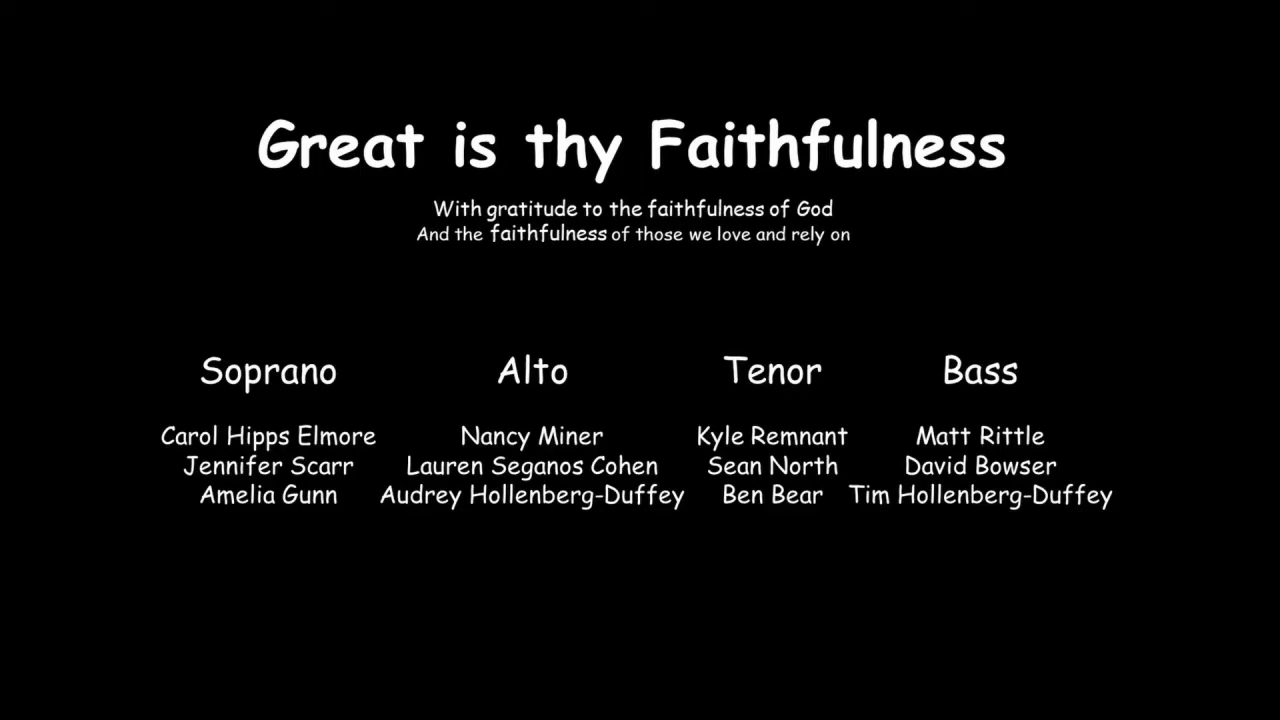 Great is thy Faithfulness
With gratitude to the faithfulness of God
And the faithfulness of those we love and rely on
Soprano Alto Tenor Bass
Carol Hipps Elmore Nancy Miner Kyle Remnant Matt Rittle
Jennifer Scarr Lauren Seganos Cohen Sean North David Bowser
Amelia Gunn Audrey Hollenberg-Duffey Ben Bear Tim Hollenberg-Duffey